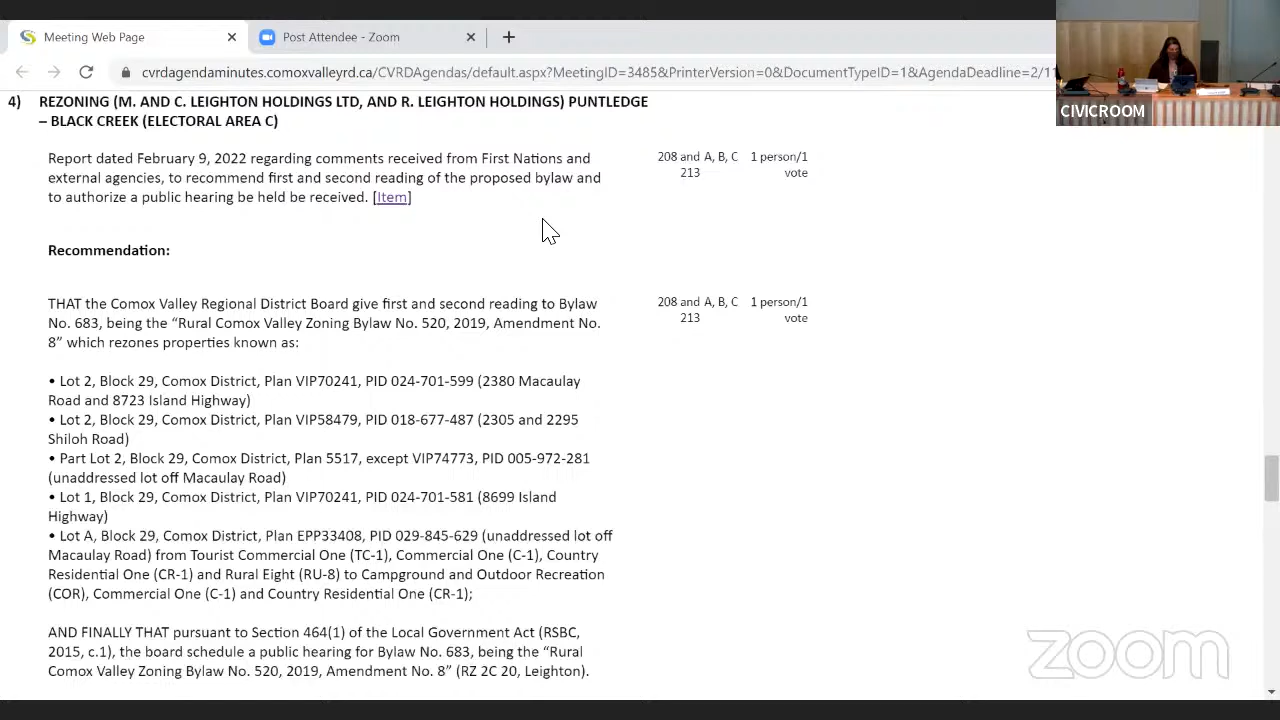 Meeting Web Page
Post Attendee - Zoom
cvrdagendaminutes.comoxvalleyrd.ca/CVRDAgendas/default.aspx?MeetingID=3485&PrinterVersion=0&DocumentTypeID=1&AgendaDeadline=2/11
CIVICROOM
4) REZONING (M. AND C. LEIGHTON HOLDINGS LTD, AND R. LEIGHTON HOLDINGS) PUNTLEDGE
– BLACK CREEK (ELECTORAL AREA C)
Report dated February 9, 2022 regarding comments received from First Nations and
external agencies, to recommend first and second reading of the proposed bylaw and
to authorize a public hearing be held be received. [Item]
208 and A, B, C 1 person/1
213 vote
Recommendation:
THAT the Comox Valley Regional District Board give first and second reading to Bylaw
No. 683, being the “Rural Comox Valley Zoning Bylaw No. 520, 2019, Amendment No.
8” which rezones properties known as:
208 and A, B, C 1 person/1
213 vote
• Lot 2, Block 29, Comox District, Plan VIP70241, PID 024-701-599 (2380 Macaulay
Road and 8723 Island Highway)
• Lot 2, Block 29, Comox District, Plan VIP58479, PID 018-677-487 (2305 and 2295
Shiloh Road)
• Part Lot 2, Block 29, Comox District, Plan 5517, except VIP74773, PID 005-972-281
(unaddressed lot off Macaulay Road)
• Lot 1, Block 29, Comox District, Plan VIP70241, PID 024-701-581 (8699 Island
Highway)
• Lot A, Block 29, Comox District, Plan EPP33408, PID 029-845-629 (unaddressed lot off
Macaulay Road) from Tourist Commercial One (TC-1), Commercial One (C-1), Country
Residential One (CR-1) and Rural Eight (RU-8) to Campground and Outdoor Recreation
(COR), Commercial One (C-1) and Country Residential One (CR-1);
AND FINALLY THAT pursuant to Section 464(1) of the Local Government Act (RSBC,
2015, c.1), the board schedule a public hearing for Bylaw No. 683, being the “Rural
Comox Valley Zoning Bylaw No. 520, 2019, Amendment No. 8” (RZ 2C 20, Leighton).
zoom